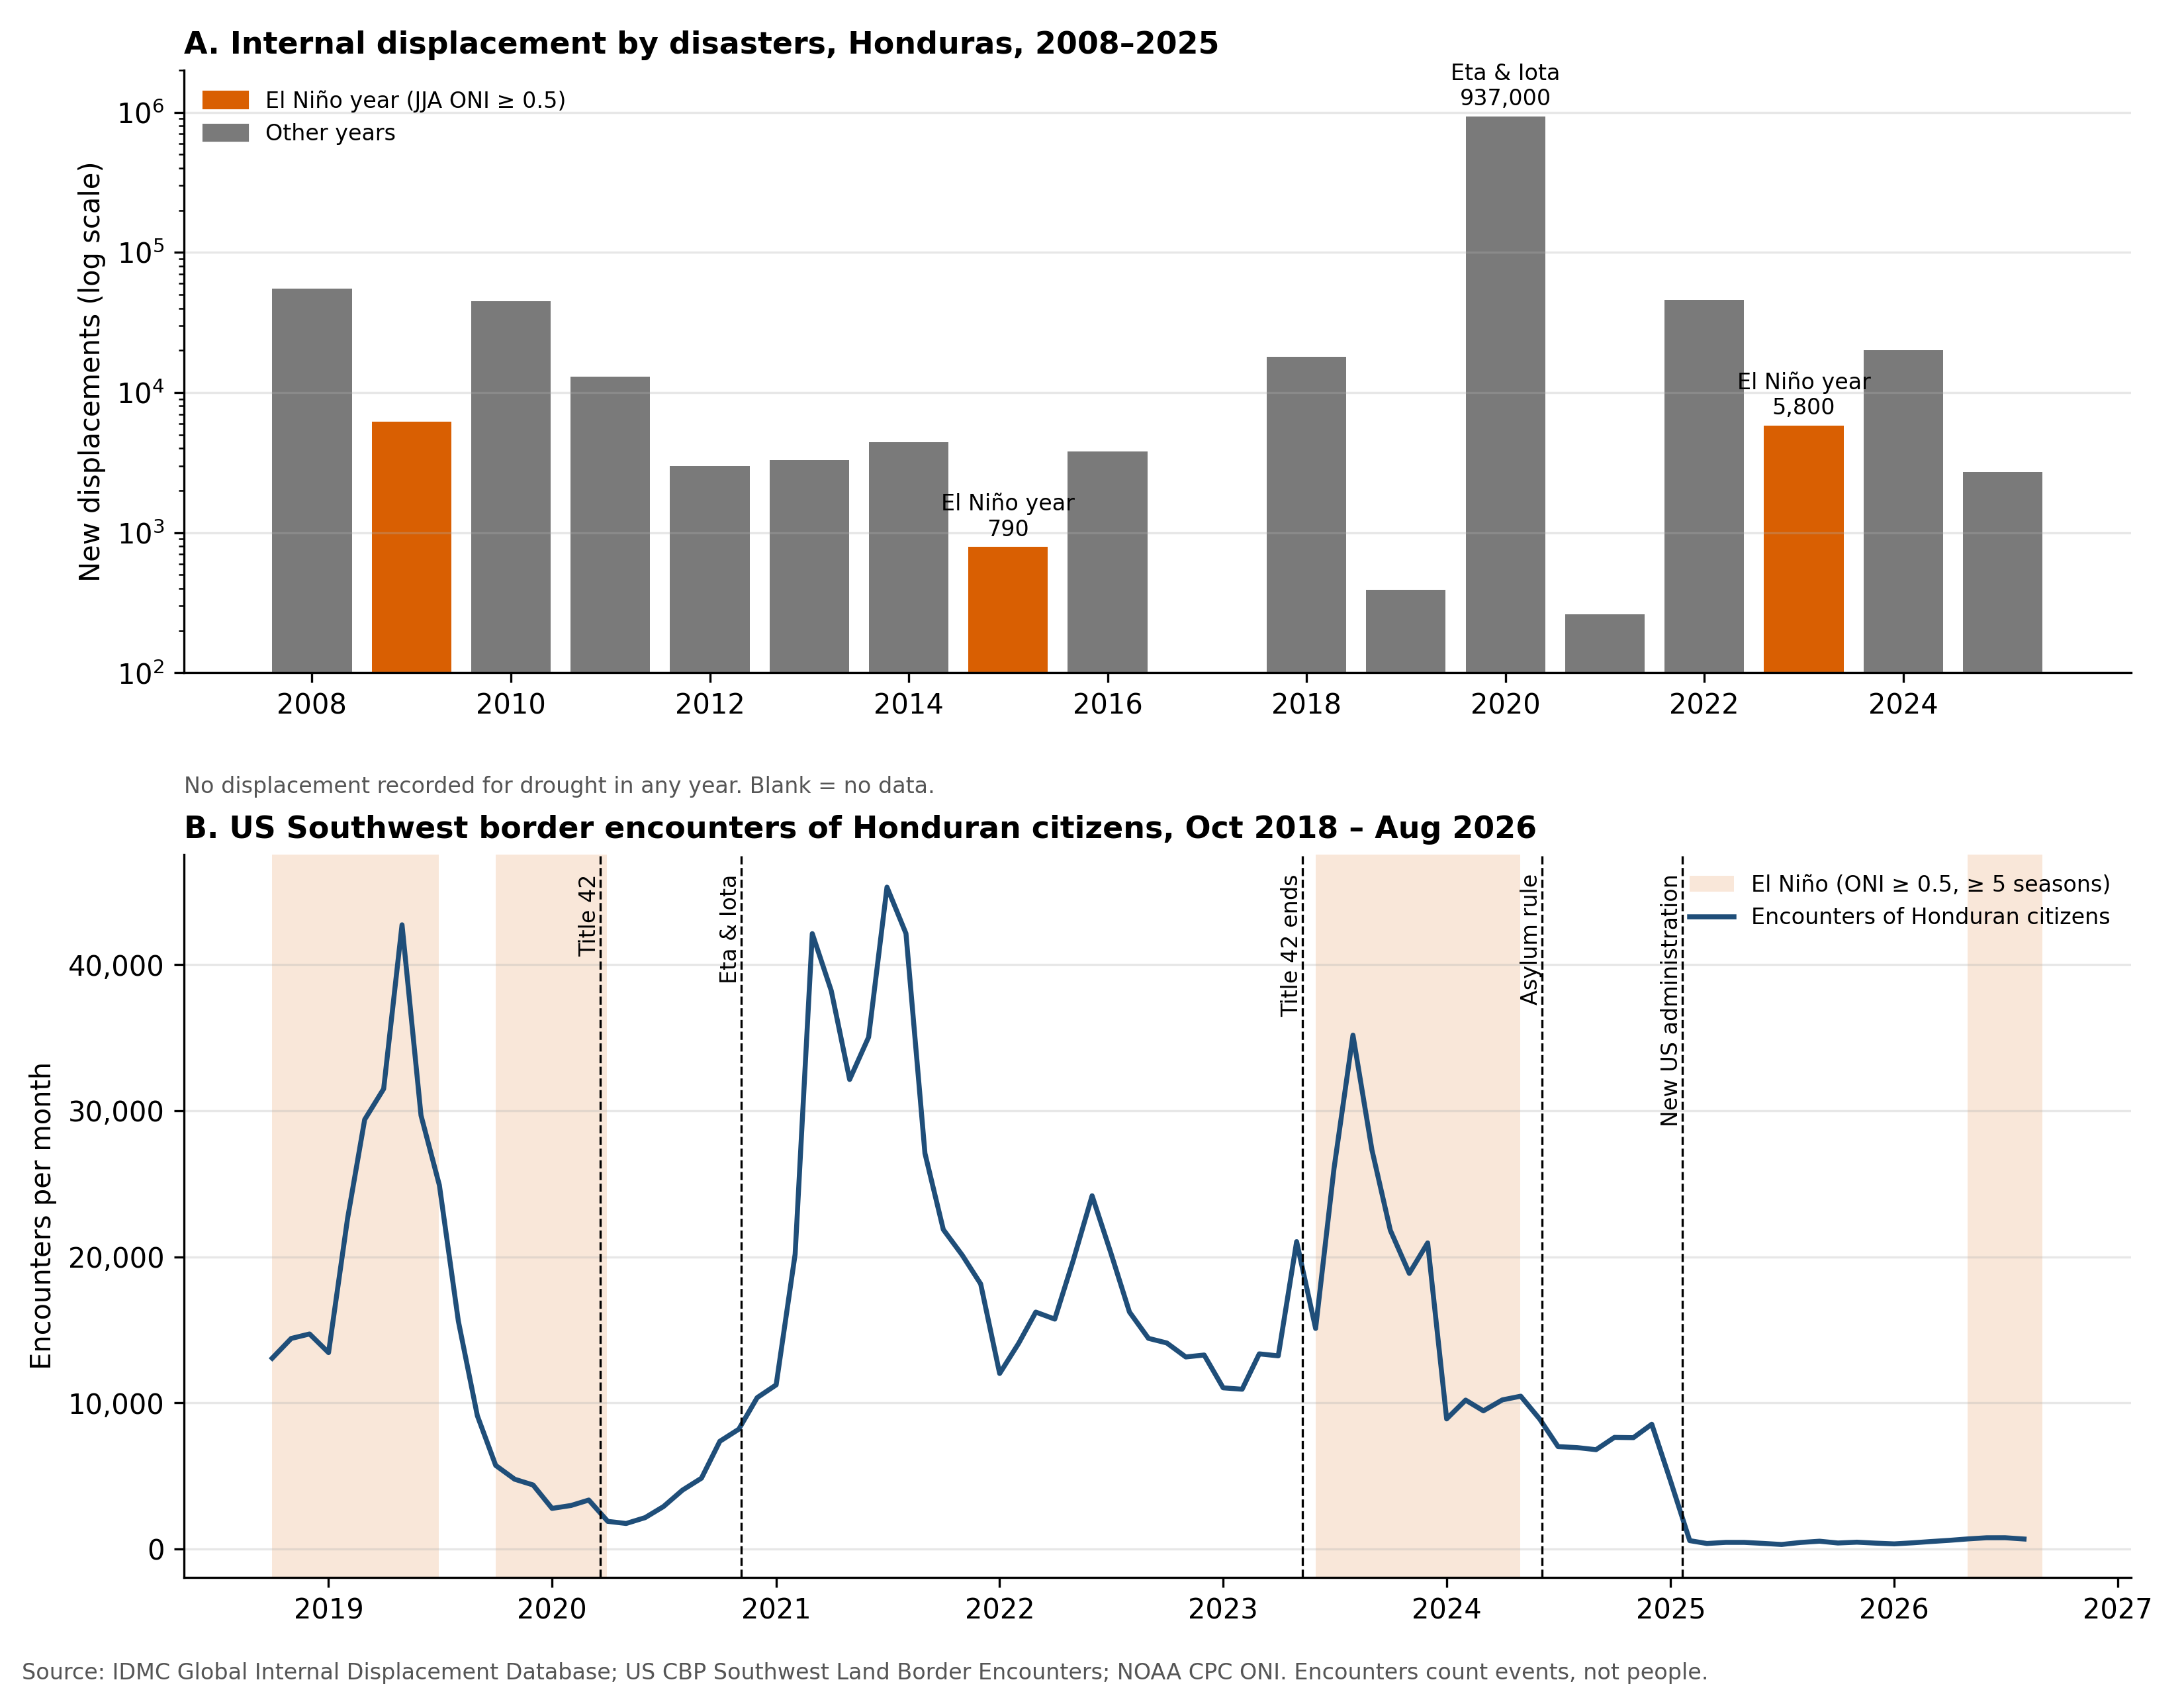 A. Internal displacement by disasters, Honduras, 2008–2025
El Niño year (JJA ONI ≥ 0.5)
Other years
Eta & Iota
937,000
El Niño year
5,800
El Niño year
790
New displacements (log scale)
10⁶
10⁵
10⁴
10³
10²
2008 2010 2012 2014 2016 2018 2020 2022 2024
No displacement recorded for drought in any year. Blank = no data.
B. US Southwest border encounters of Honduran citizens, Oct 2018 – Aug 2026
El Niño (ONI ≥ 0.5, ≥ 5 seasons)
Encounters of Honduran citizens
Title 42
Eta & Iota
Title 42 ends
Asylum rule
New US administration
Encounters per month
40,000
30,000
20,000
10,000
0
2019 2020 2021 2022 2023 2024 2025 2026 2027
Source: IDMC Global Internal Displacement Database; US CBP Southwest Land Border Encounters; NOAA CPC ONI. Encounters count events, not people.